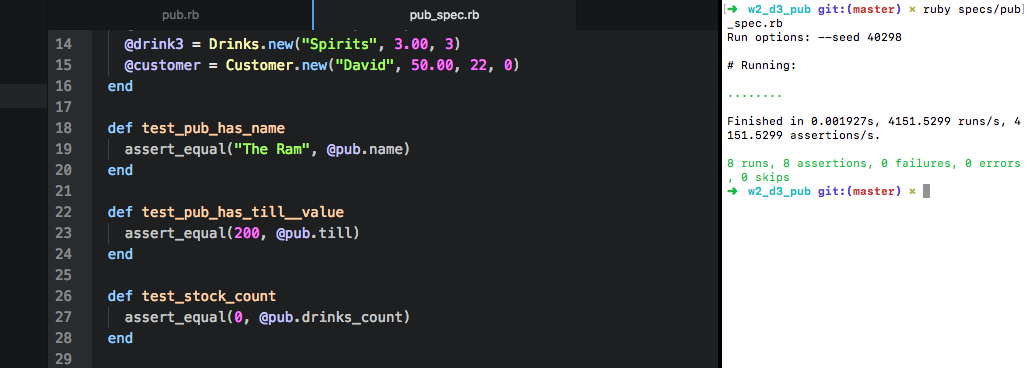 pub.rb
pub_spec.rb
14 @drink3 = Drinks.new("Spirits", 3.00, 3)
15 @customer = Customer.new("David", 50.00, 22, 0)
16 end
17
18 def test_pub_has_name
19 assert_equal("The Ram", @pub.name)
20 end
21
22 def test_pub_has_till__value
23 assert_equal(200, @pub.till)
24 end
25
26 def test_stock_count
27 assert_equal(0, @pub.drinks_count)
28 end
29
[➜ w2_d3_pub git:(master) × ruby specs/pub]
_spec.rb
Run options: --seed 40298
# Running:
........
Finished in 0.001927s, 4151.5299 runs/s, 4
151.5299 assertions/s.
8 runs, 8 assertions, 0 failures, 0 errors
, 0 skips
➜ w2_d3_pub git:(master) ×